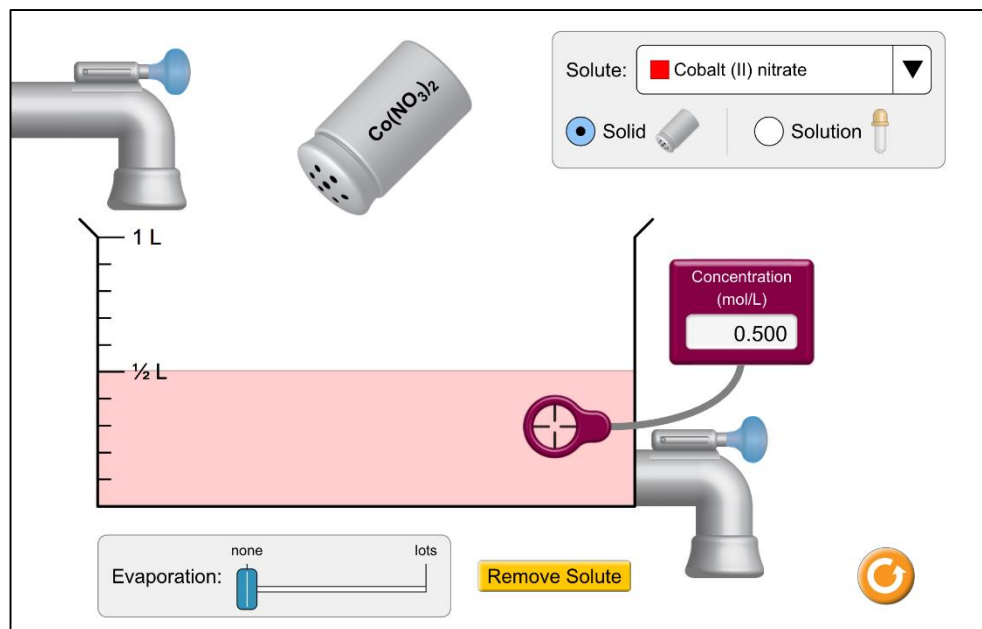 Co(NO3)2
Solute: Cobalt (II) nitrate
Solid
Solution
1 L
Concentration
(mol/L)
0.500
½ L
none
lots
Evaporation:
Remove Solute